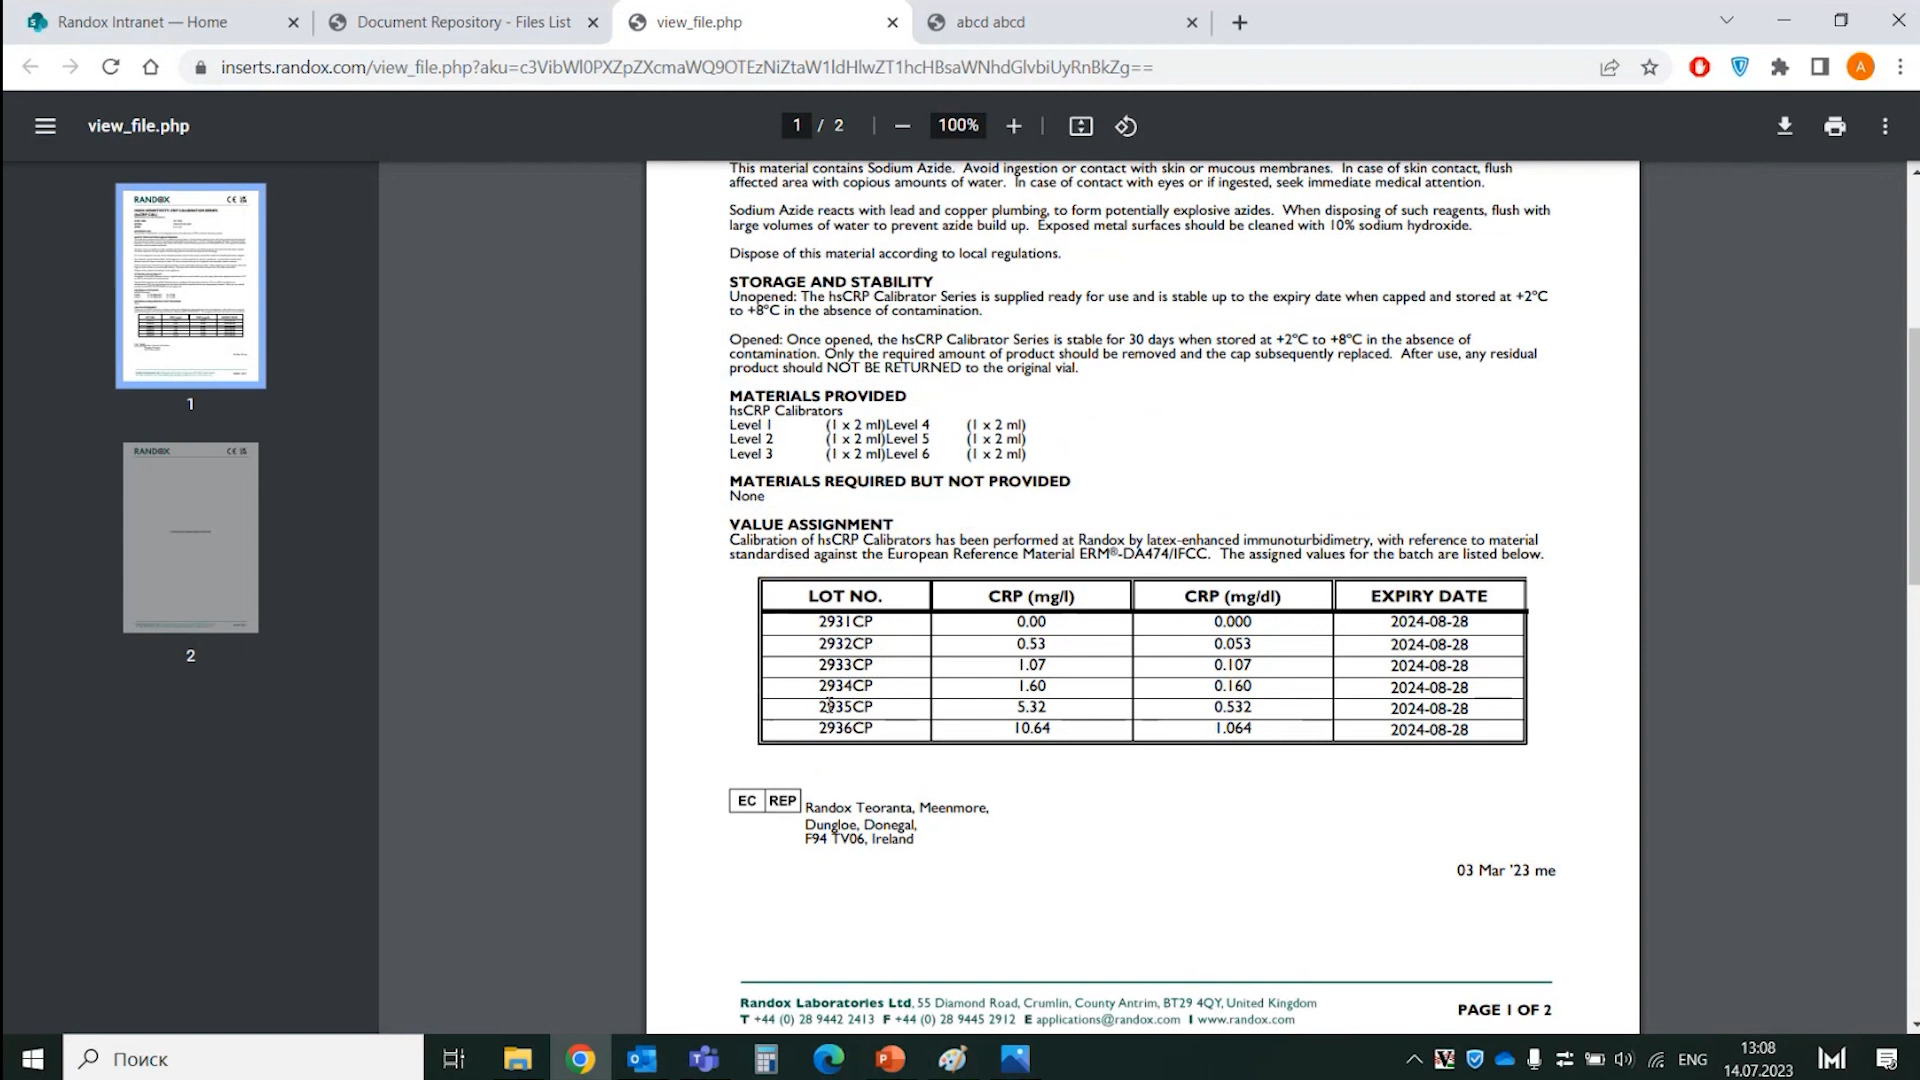 Randox Intranet — Home
Document Repository - Files List
view_file.php
abcd abcd
inserts.randox.com/view_file.php?aku=c3VibWl0PXZpZXcmaWQ9OTEzNiZtaW1ldHlwZT1hcHBsaWNhdGlvbiUyRnBkZg==
A
view_file.php
1 / 2
100%
RANDOX
1
RANDOX
2
This material contains Sodium Azide. Avoid ingestion or contact with skin or mucous membranes. In case of skin contact, flush
affected area with copious amounts of water. In case of contact with eyes or if ingested, seek immediate medical attention.
Sodium Azide reacts with lead and copper plumbing, to form potentially explosive azides. When disposing of such reagents, flush with
large volumes of water to prevent azide build up. Exposed metal surfaces should be cleaned with 10% sodium hydroxide.
Dispose of this material according to local regulations.
STORAGE AND STABILITY
Unopened: The hsCRP Calibrator Series is supplied ready for use and is stable up to the expiry date when capped and stored at +2°C
to +8°C in the absence of contamination.
Opened: Once opened, the hsCRP Calibrator Series is stable for 30 days when stored at +2°C to +8°C in the absence of
contamination. Only the required amount of product should be removed and the cap subsequently replaced. After use, any residual
product should NOT BE RETURNED to the original vial.
MATERIALS PROVIDED
hsCRP Calibrators
Level 1 (1 x 2 ml)Level 4 (1 x 2 ml)
Level 2 (1 x 2 ml)Level 5 (1 x 2 ml)
Level 3 (1 x 2 ml)Level 6 (1 x 2 ml)
MATERIALS REQUIRED BUT NOT PROVIDED
None
VALUE ASSIGNMENT
Calibration of hsCRP Calibrators has been performed at Randox by latex-enhanced immunoturbidimetry, with reference to material
standardised against the European Reference Material ERM®-DA474/IFCC. The assigned values for the batch are listed below.
LOT NO. CRP (mg/l) CRP (mg/dl) EXPIRY DATE
2931CP 0.00 0.000 2024-08-28
2932CP 0.53 0.053 2024-08-28
2933CP 1.07 0.107 2024-08-28
2934CP 1.60 0.160 2024-08-28
2935CP 5.32 0.532 2024-08-28
2936CP 10.64 1.064 2024-08-28
EC REP
Randox Teoranta, Meenmore,
Dungloe, Donegal,
F94 TV06, Ireland
03 Mar '23 me
Randox Laboratories Ltd, 55 Diamond Road, Crumlin, County Antrim, BT29 4QY, United Kingdom
T +44 (0) 28 9442 2413 F +44 (0) 28 9445 2912 E applications@randox.com I www.randox.com
PAGE 1 OF 2
Поиск
ENG
13:08
14.07.2023